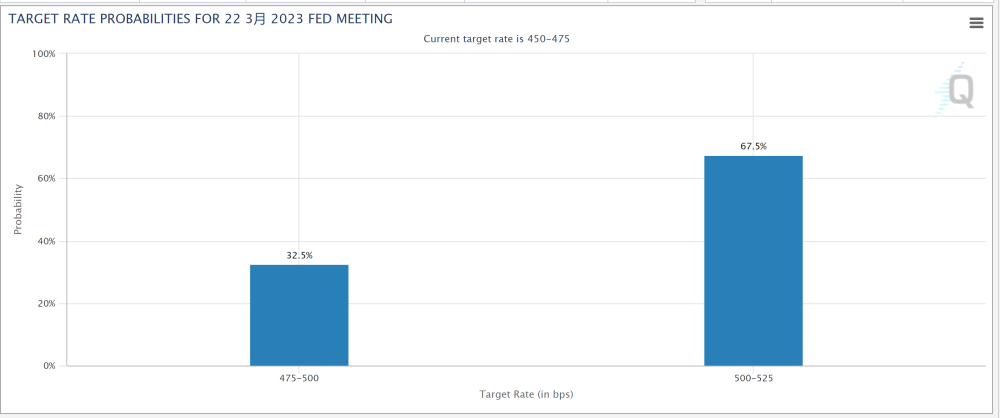 TARGET RATE PROBABILITIES FOR 22 3月 2023 FED MEETING
Current target rate is 450–475
100%
80%
60%
40%
20%
0%
Probability
32.5%
67.5%
475–500
500–525
Target Rate (in bps)
Q